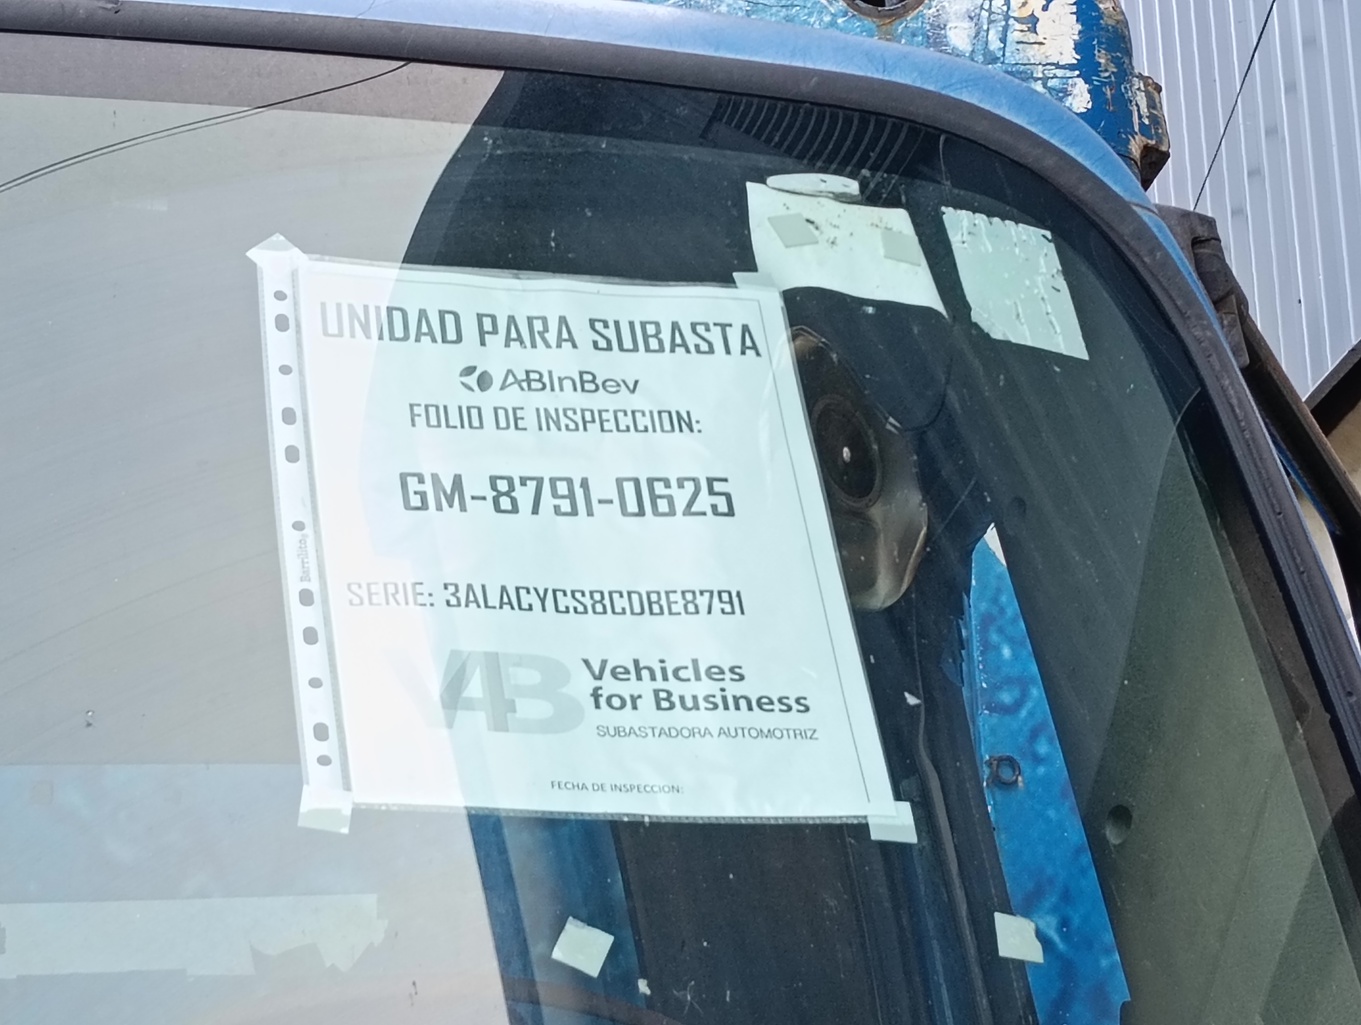 UNIDAD PARA SUBASTA
ABInBev
FOLIO DE INSPECCION:
GM-8791-0625
SERIE: 3ALACYCS8CDBE8791
Barrilito
V4B Vehicles
for Business
SUBASTADORA AUTOMOTRIZ
FECHA DE INSPECCION: